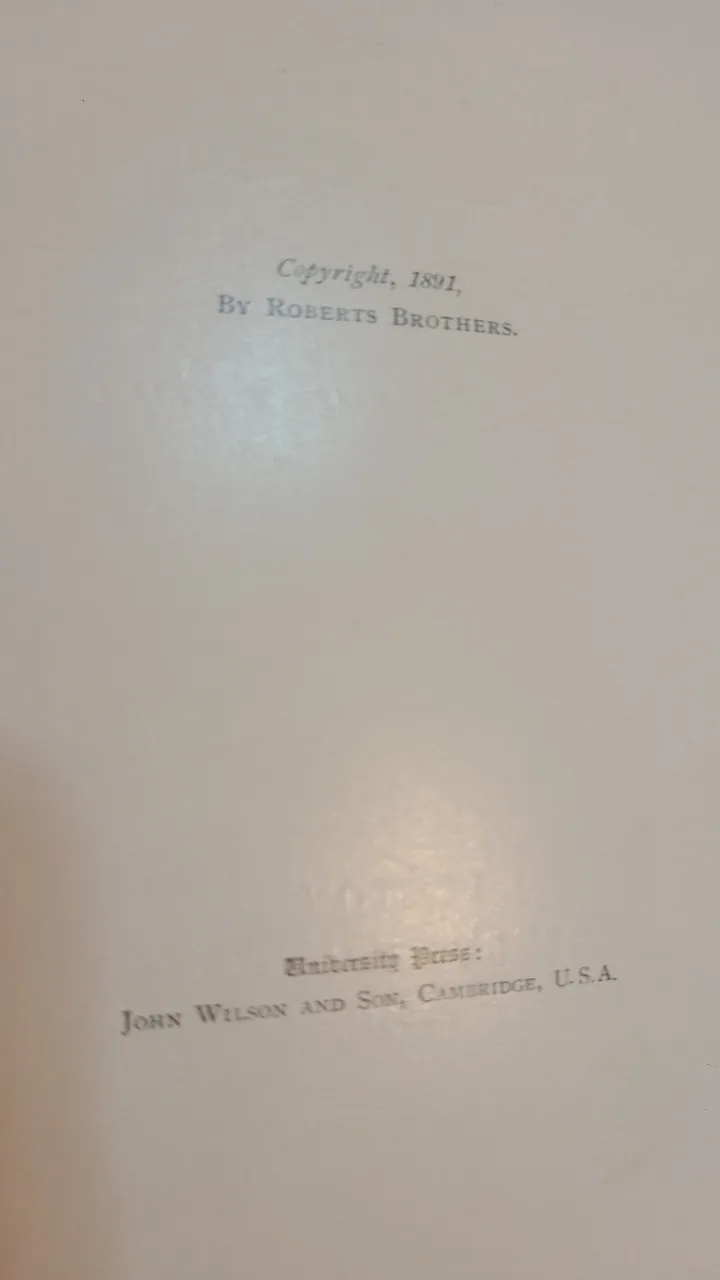 Copyright, 1891,
By Roberts Brothers.
University Press:
John Wilson and Son, Cambridge, U.S.A.